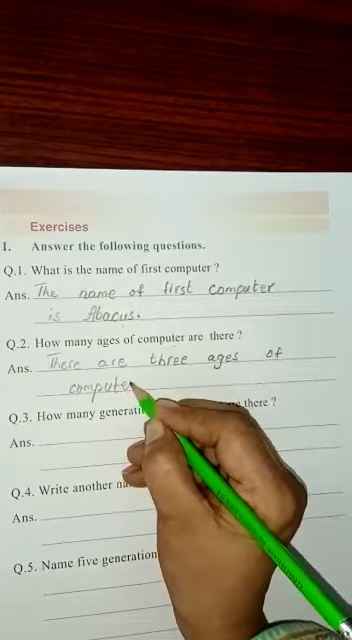 Exercises
I. Answer the following questions.
Q.1. What is the name of first computer ?
Ans. The name of first computer
is Abacus.
Q.2. How many ages of computer are there ?
Ans. There are three ages of
compute
Q.3. How many there ?
Ans.
Q.4. Write another
Ans.
Q.5. Name five generation